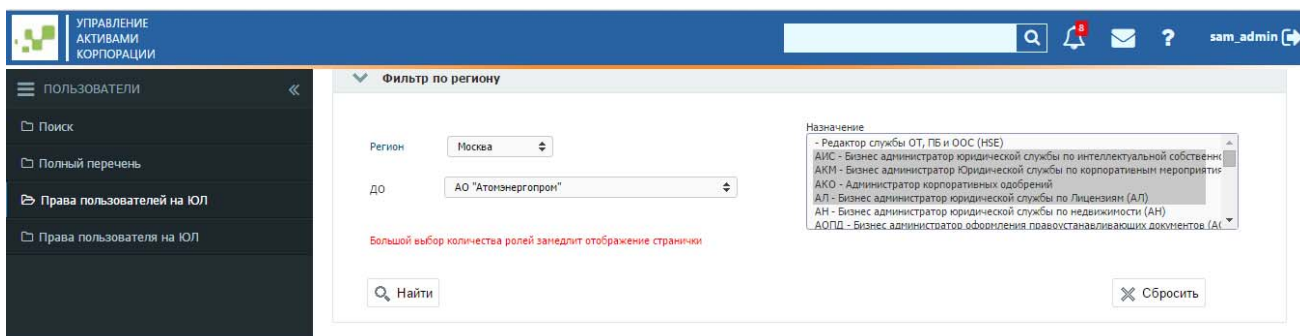 УПРАВЛЕНИЕ
АКТИВАМИ
КОРПОРАЦИИ
8
?
sam_admin
ПОЛЬЗОВАТЕЛИ
Поиск
Полный перечень
Права пользователей на ЮЛ
Права пользователя на ЮЛ
Фильтр по региону
Регион
Москва
ДО
АО "Атомэнергопром"
Большой выбор количества ролей замедлит отображение странички
Назначение
- Редактор службы ОТ, ПБ и ООС (HSE)
АИС - Бизнес администратор юридической службы по интеллектуальной собственнс
АКМ - Бизнес администратор Юридической службы по корпоративным мероприятия
АКО - Администратор корпоративных одобрений
АЛ - Бизнес администратор юридической службы по Лицензиям (АЛ)
АН - Бизнес администратор юридической службы по недвижимости (АН)
АОПД - Бизнес администратор оформления правоустанавливающих документов (АО
Найти
Сбросить